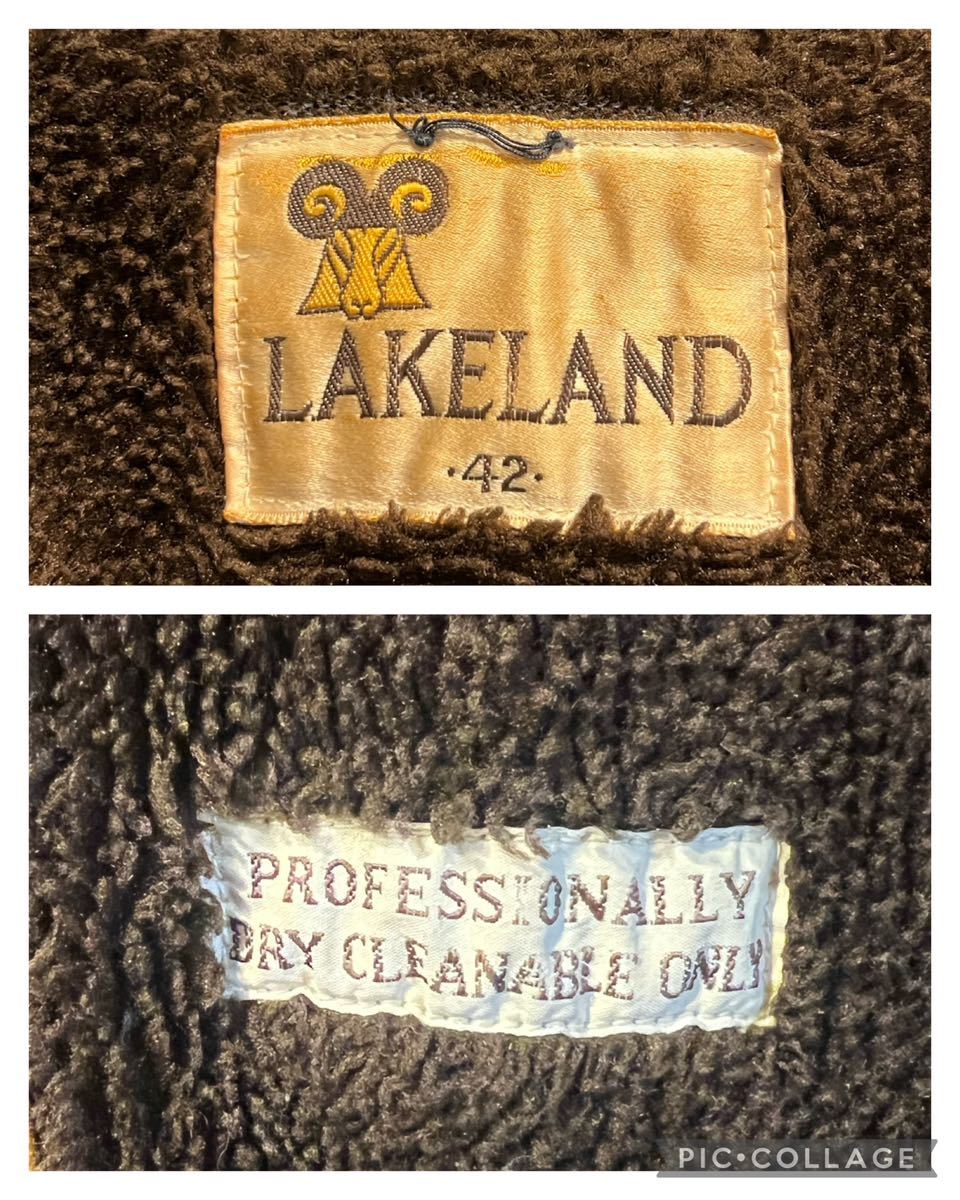 LAKELAND
·42·
PROFESSIONALLY
DRY CLEANABLE ONLY
PIC•COLLAGE